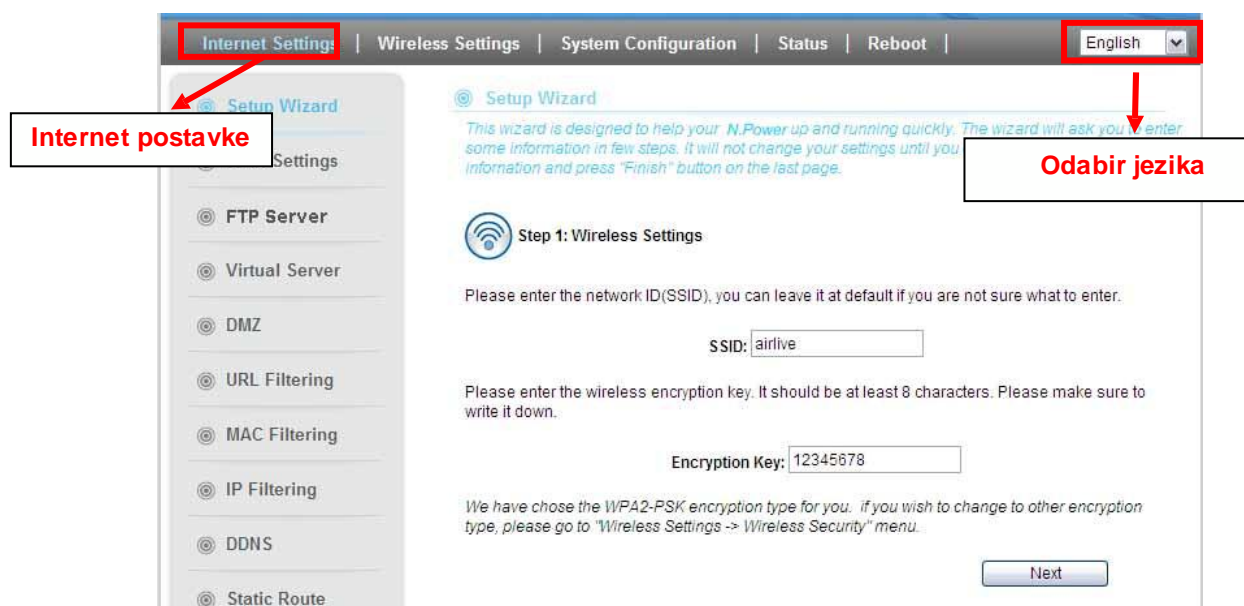 Internet Settings | Wireless Settings | System Configuration | Status | Reboot |
English
Setup Wizard
Internet postavke
Settings
FTP Server
Virtual Server
DMZ
URL Filtering
MAC Filtering
IP Filtering
DDNS
Static Route
Setup Wizard
This wizard is designed to help your N.Power up and running quickly. The wizard will ask you to enter
some information in few steps. It will not change your settings until you
information and press "Finish" button on the last page.
Odabir jezika
Step 1: Wireless Settings
Please enter the network ID(SSID), you can leave it at default if you are not sure what to enter.
SSID: airlive
Please enter the wireless encryption key. It should be at least 8 characters. Please make sure to
write it down.
Encryption Key: 12345678
We have chose the WPA2-PSK encryption type for you. if you wish to change to other encryption
type, please go to "Wireless Settings -> Wireless Security" menu.
Next